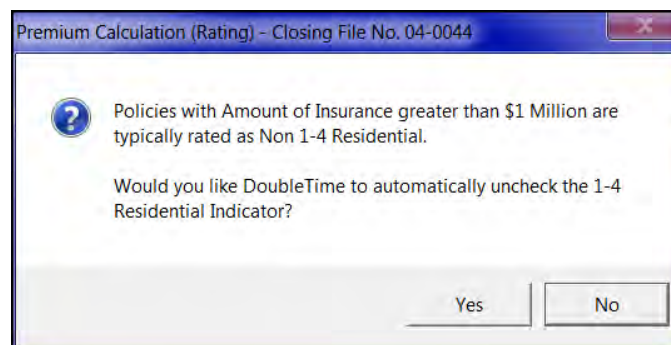 Premium Calculation (Rating) - Closing File No. 04-0044
Policies with Amount of Insurance greater than $1 Million are
typically rated as Non 1-4 Residential.
Would you like DoubleTime to automatically uncheck the 1-4
Residential Indicator?
Yes
No